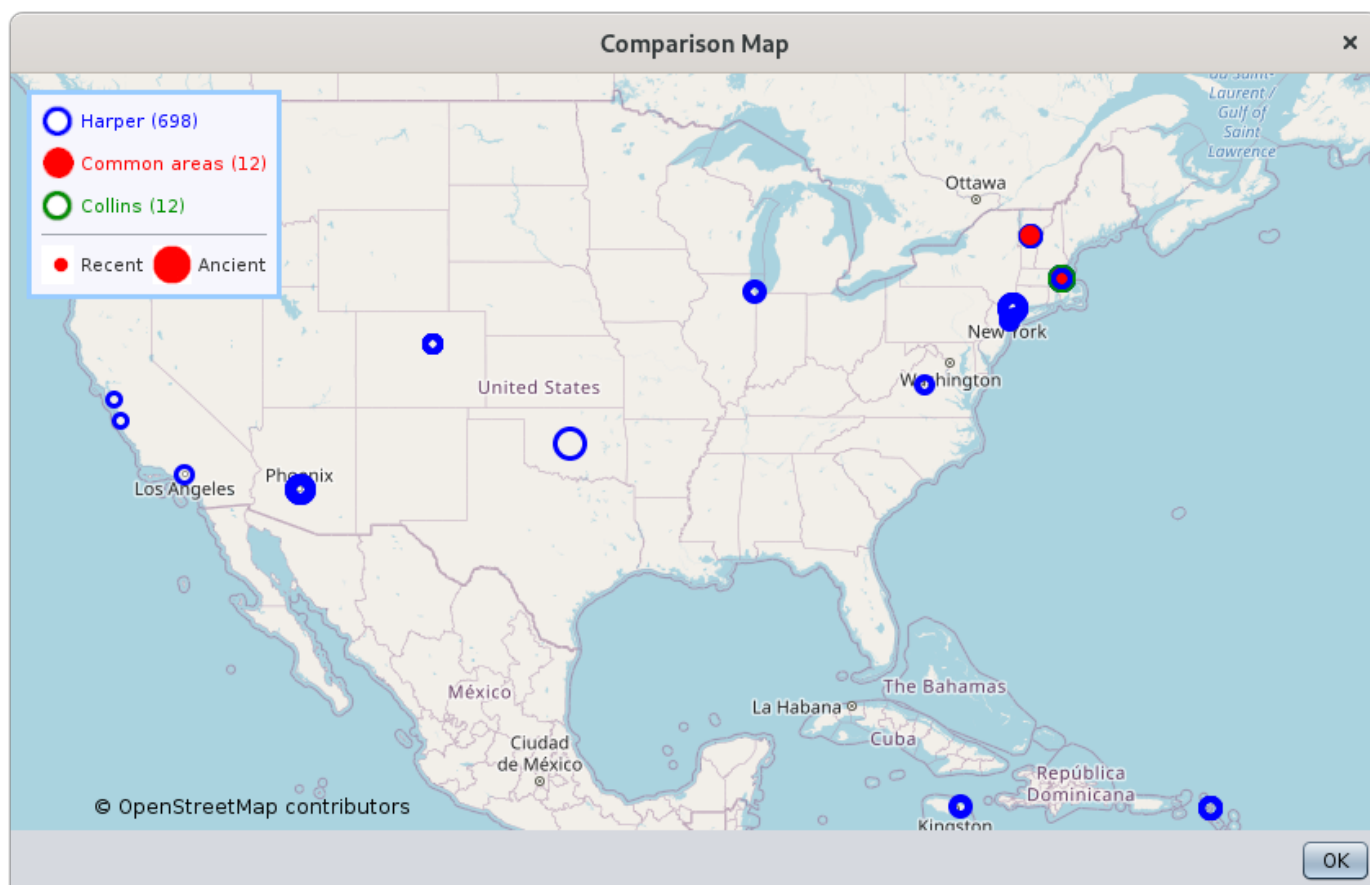 Comparison Map
×
Harper (698)
Common areas (12)
Collins (12)
Recent
Ancient
Laurent /
Gulf of
Saint
Lawrence
Ottawa
New York
Washington
United States
Phoenix
Los Angeles
The Bahamas
México
La Habana
Cuba
Ciudad
de México
República
Dominicana
Kingston
© OpenStreetMap contributors
OK